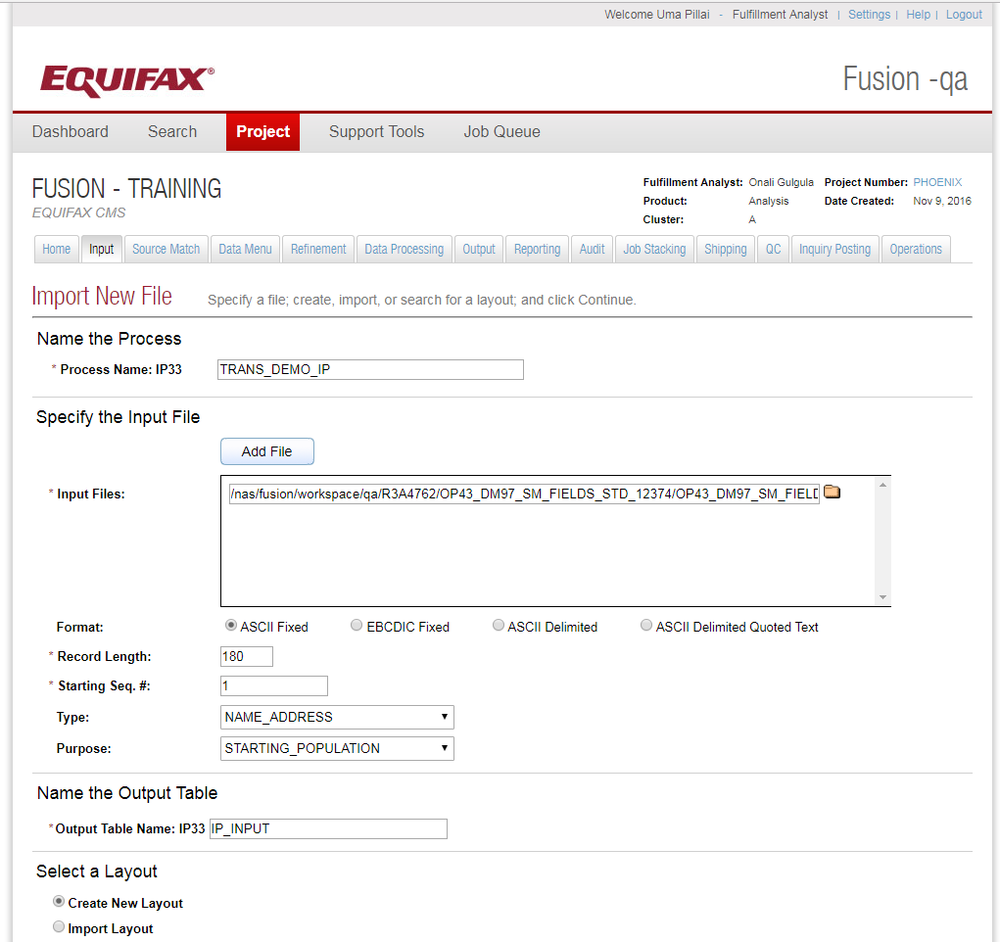 Welcome Uma Pillai - Fulfillment Analyst | Settings | Help | Logout
EQUIFAX®
Fusion -qa
Dashboard Search Project Support Tools Job Queue
FUSION - TRAINING
EQUIFAX CMS
Fulfillment Analyst: Onali Gulgula Project Number: PHOENIX
Product: Analysis Date Created: Nov 9, 2016
Cluster: A
Home Input Source Match Data Menu Refinement Data Processing Output Reporting Audit Job Stacking Shipping QC Inquiry Posting Operations
Import New File Specify a file; create, import, or search for a layout; and click Continue.
Name the Process
* Process Name: IP33 TRANS_DEMO_IP
Specify the Input File
Add File
* Input Files: /nas/fusion/workspace/qa/R3A4762/OP43_DM97_SM_FIELDS_STD_12374/OP43_DM97_SM_FIELD
Format: ASCII Fixed EBCDIC Fixed ASCII Delimited ASCII Delimited Quoted Text
* Record Length: 180
* Starting Seq. #: 1
Type: NAME_ADDRESS
Purpose: STARTING_POPULATION
Name the Output Table
*Output Table Name: IP33 IP_INPUT
Select a Layout
Create New Layout
Import Layout